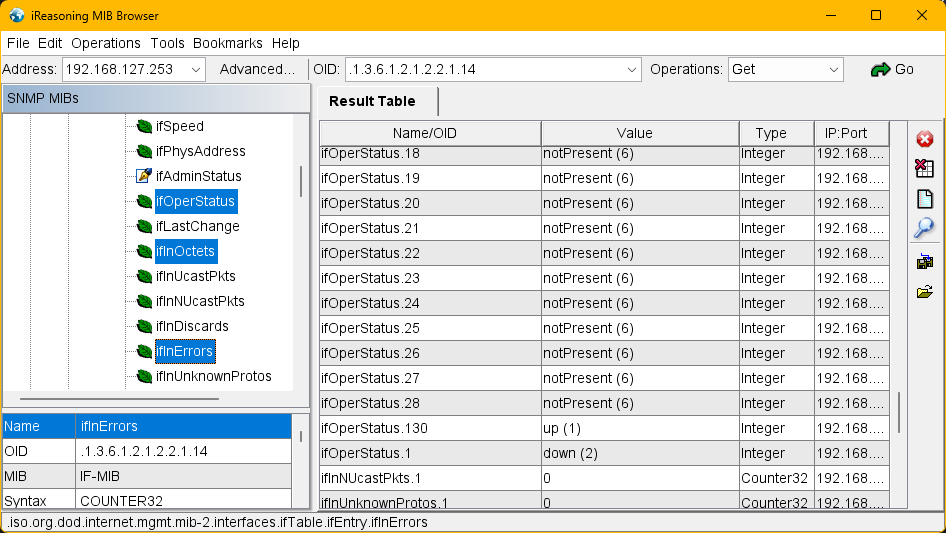 iReasoning MIB Browser
File Edit Operations Tools Bookmarks Help
Address: 192.168.127.253 Advanced... OID: .1.3.6.1.2.1.2.2.1.14 Operations: Get Go
SNMP MIBs
ifSpeed
ifPhysAddress
ifAdminStatus
ifOperStatus
ifLastChange
ifInOctets
ifInUcastPkts
ifInNUcastPkts
ifInDiscards
ifInErrors
ifInUnknownProtos
Name ifInErrors
OID .1.3.6.1.2.1.2.2.1.14
MIB IF-MIB
Syntax COUNTER32
Result Table
Name/OID Value Type IP:Port
ifOperStatus.18 notPresent (6) Integer 192.168....
ifOperStatus.19 notPresent (6) Integer 192.168....
ifOperStatus.20 notPresent (6) Integer 192.168....
ifOperStatus.21 notPresent (6) Integer 192.168....
ifOperStatus.22 notPresent (6) Integer 192.168....
ifOperStatus.23 notPresent (6) Integer 192.168....
ifOperStatus.24 notPresent (6) Integer 192.168....
ifOperStatus.25 notPresent (6) Integer 192.168....
ifOperStatus.26 notPresent (6) Integer 192.168....
ifOperStatus.27 notPresent (6) Integer 192.168....
ifOperStatus.28 notPresent (6) Integer 192.168....
ifOperStatus.130 up (1) Integer 192.168....
ifOperStatus.1 down (2) Integer 192.168....
ifInNUcastPkts.1 0 Counter32 192.168....
ifInUnknownProtos.1 0 Counter32 192.168....
.iso.org.dod.internet.mgmt.mib-2.interfaces.ifTable.ifEntry.ifInErrors